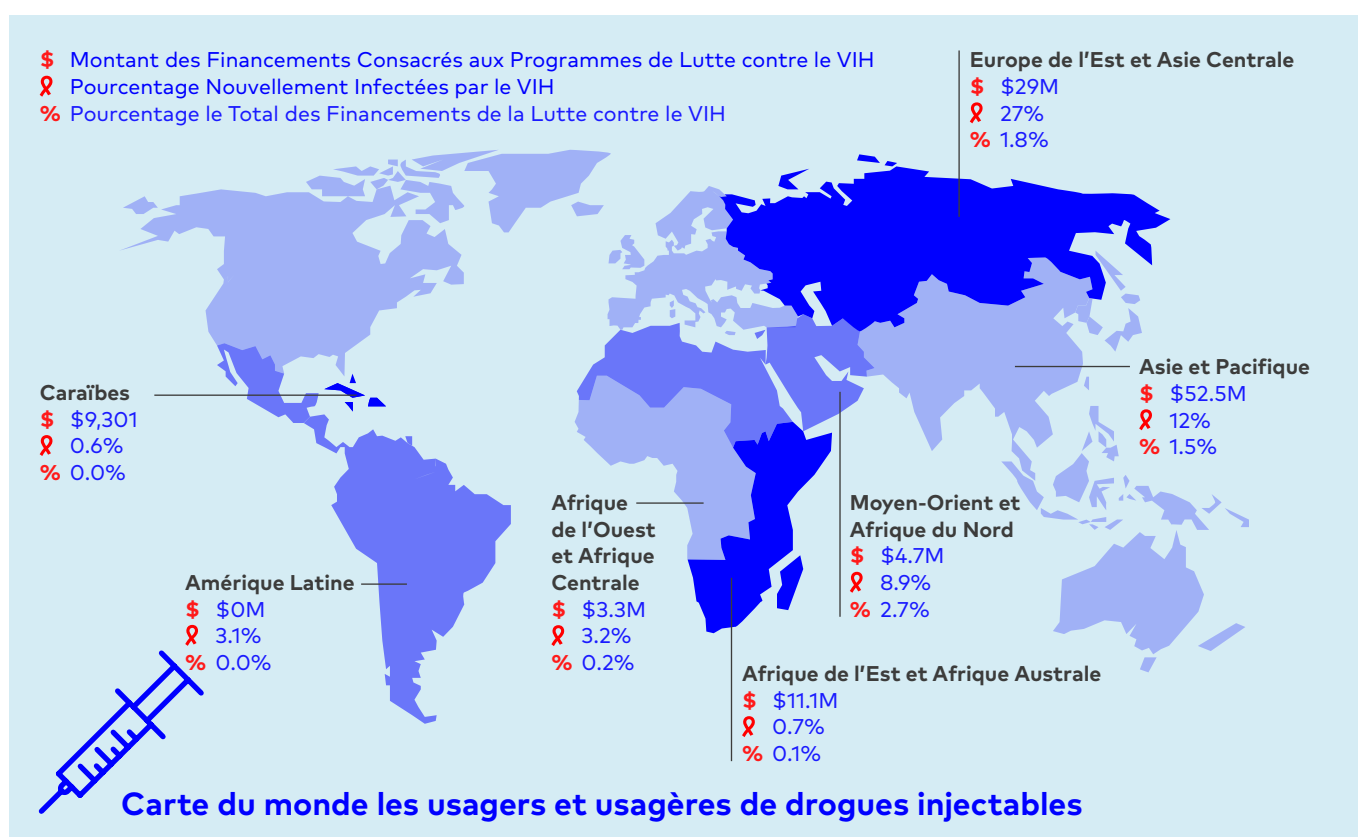 $ Montant des Financements Consacrés aux Programmes de Lutte contre le VIH
Pourcentage Nouvellement Infectées par le VIH
% Pourcentage le Total des Financements de la Lutte contre le VIH
Europe de l'Est et Asie Centrale
$ $29M
27%
% 1.8%
Caraïbes
$ $9,301
0.6%
% 0.0%
Asie et Pacifique
$ $52.5M
12%
% 1.5%
Afrique
de l'Ouest
et Afrique
Centrale
$ $3.3M
3.2%
% 0.2%
Moyen-Orient et
Afrique du Nord
$ $4.7M
8.9%
% 2.7%
Amérique Latine
$ $0M
3.1%
% 0.0%
Afrique de l'Est et Afrique Australe
$ $11.1M
0.7%
% 0.1%
Carte du monde les usagers et usagères de drogues injectables